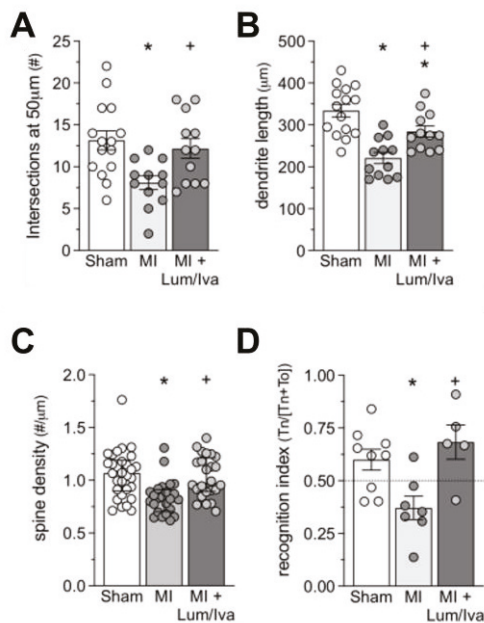 A
Intersections at 50μm (#)
25
20
15
10
5
0
*
+
Sham
MI
MI +
Lum/Iva
B
dendrite length (μm)
500
400
300
200
100
0
*
+
*
Sham
MI
MI +
Lum/Iva
C
spine density (#/μm)
2.0
1.5
1.0
0.5
0.0
*
+
Sham
MI
MI +
Lum/Iva
D
recognition index (Tn/[Tn+To])
1.00
0.75
0.50
0.25
0.00
*
+
Sham
MI
MI +
Lum/Iva